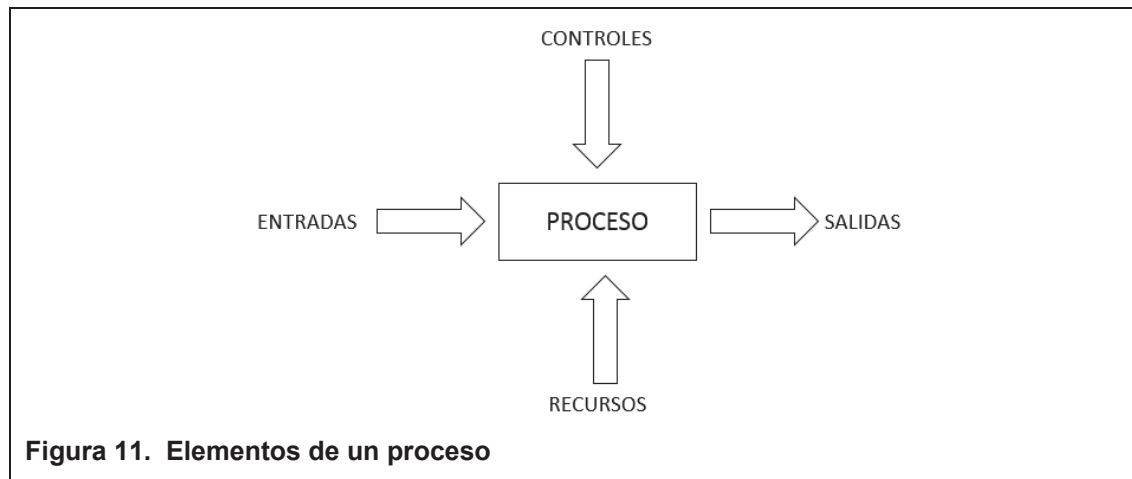 CONTROLES
ENTRADAS
PROCESO
SALIDAS
RECURSOS
Figura 11. Elementos de un proceso